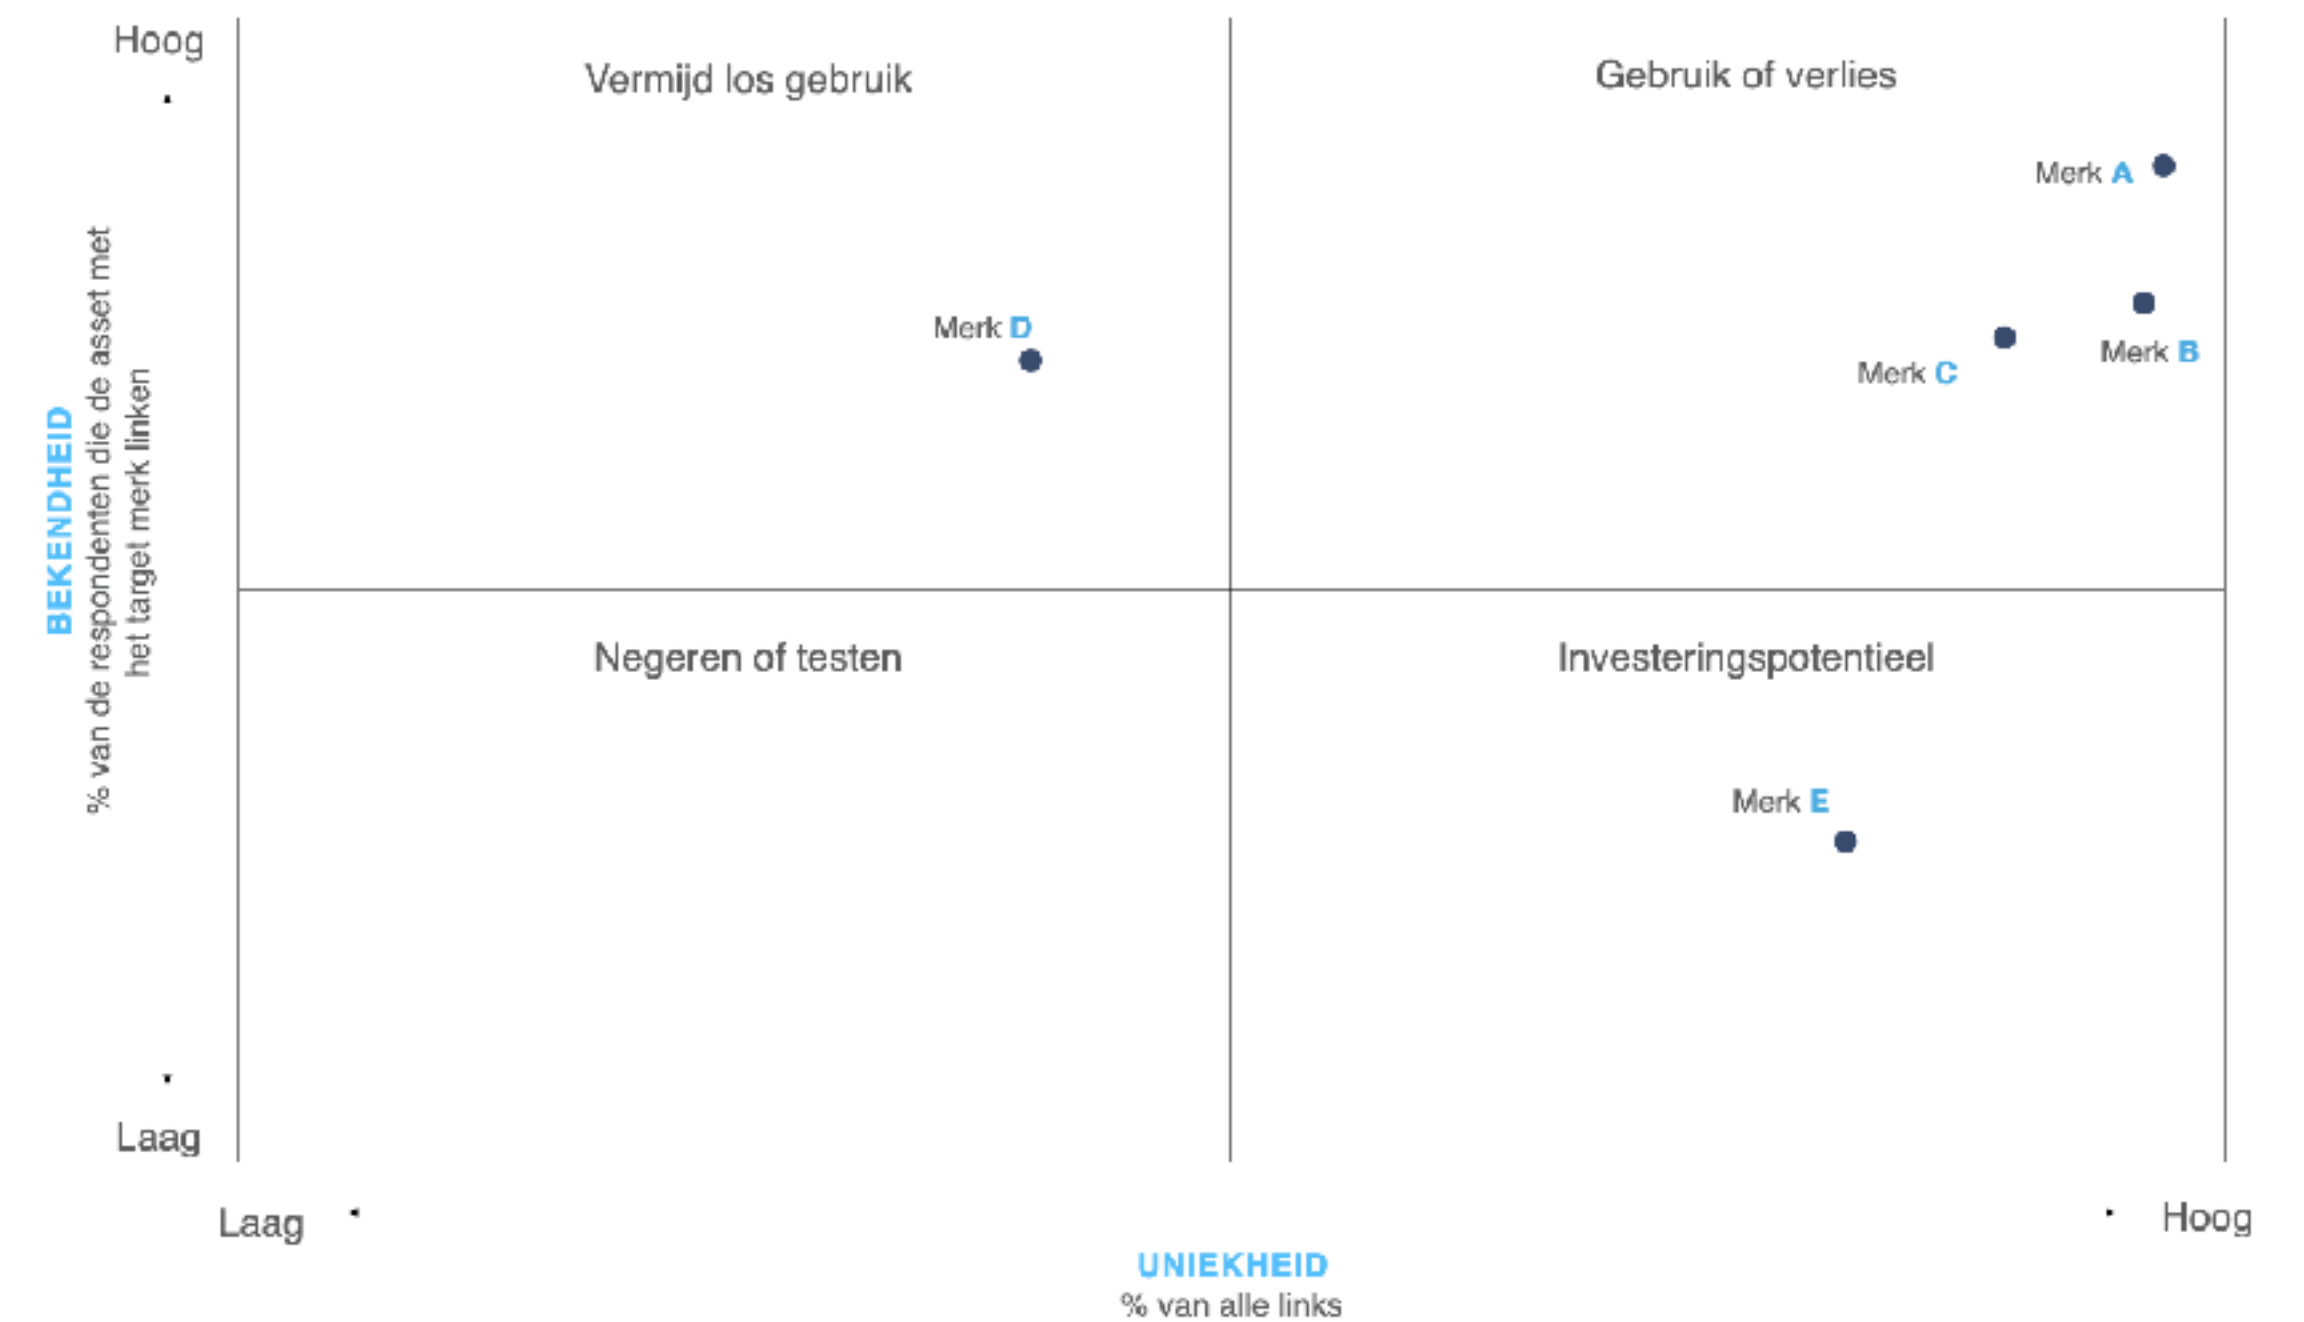 Hoog
Vermijd los gebruik
Gebruik of verlies
Merk A
Merk D
Merk B
Merk C
BEKENDHEID
% van de respondenten die de asset met
het target merk linken
Negeren of testen
Investeringspotentieel
Merk E
Laag
Laag
Hoog
UNIEKHEID
% van alle links